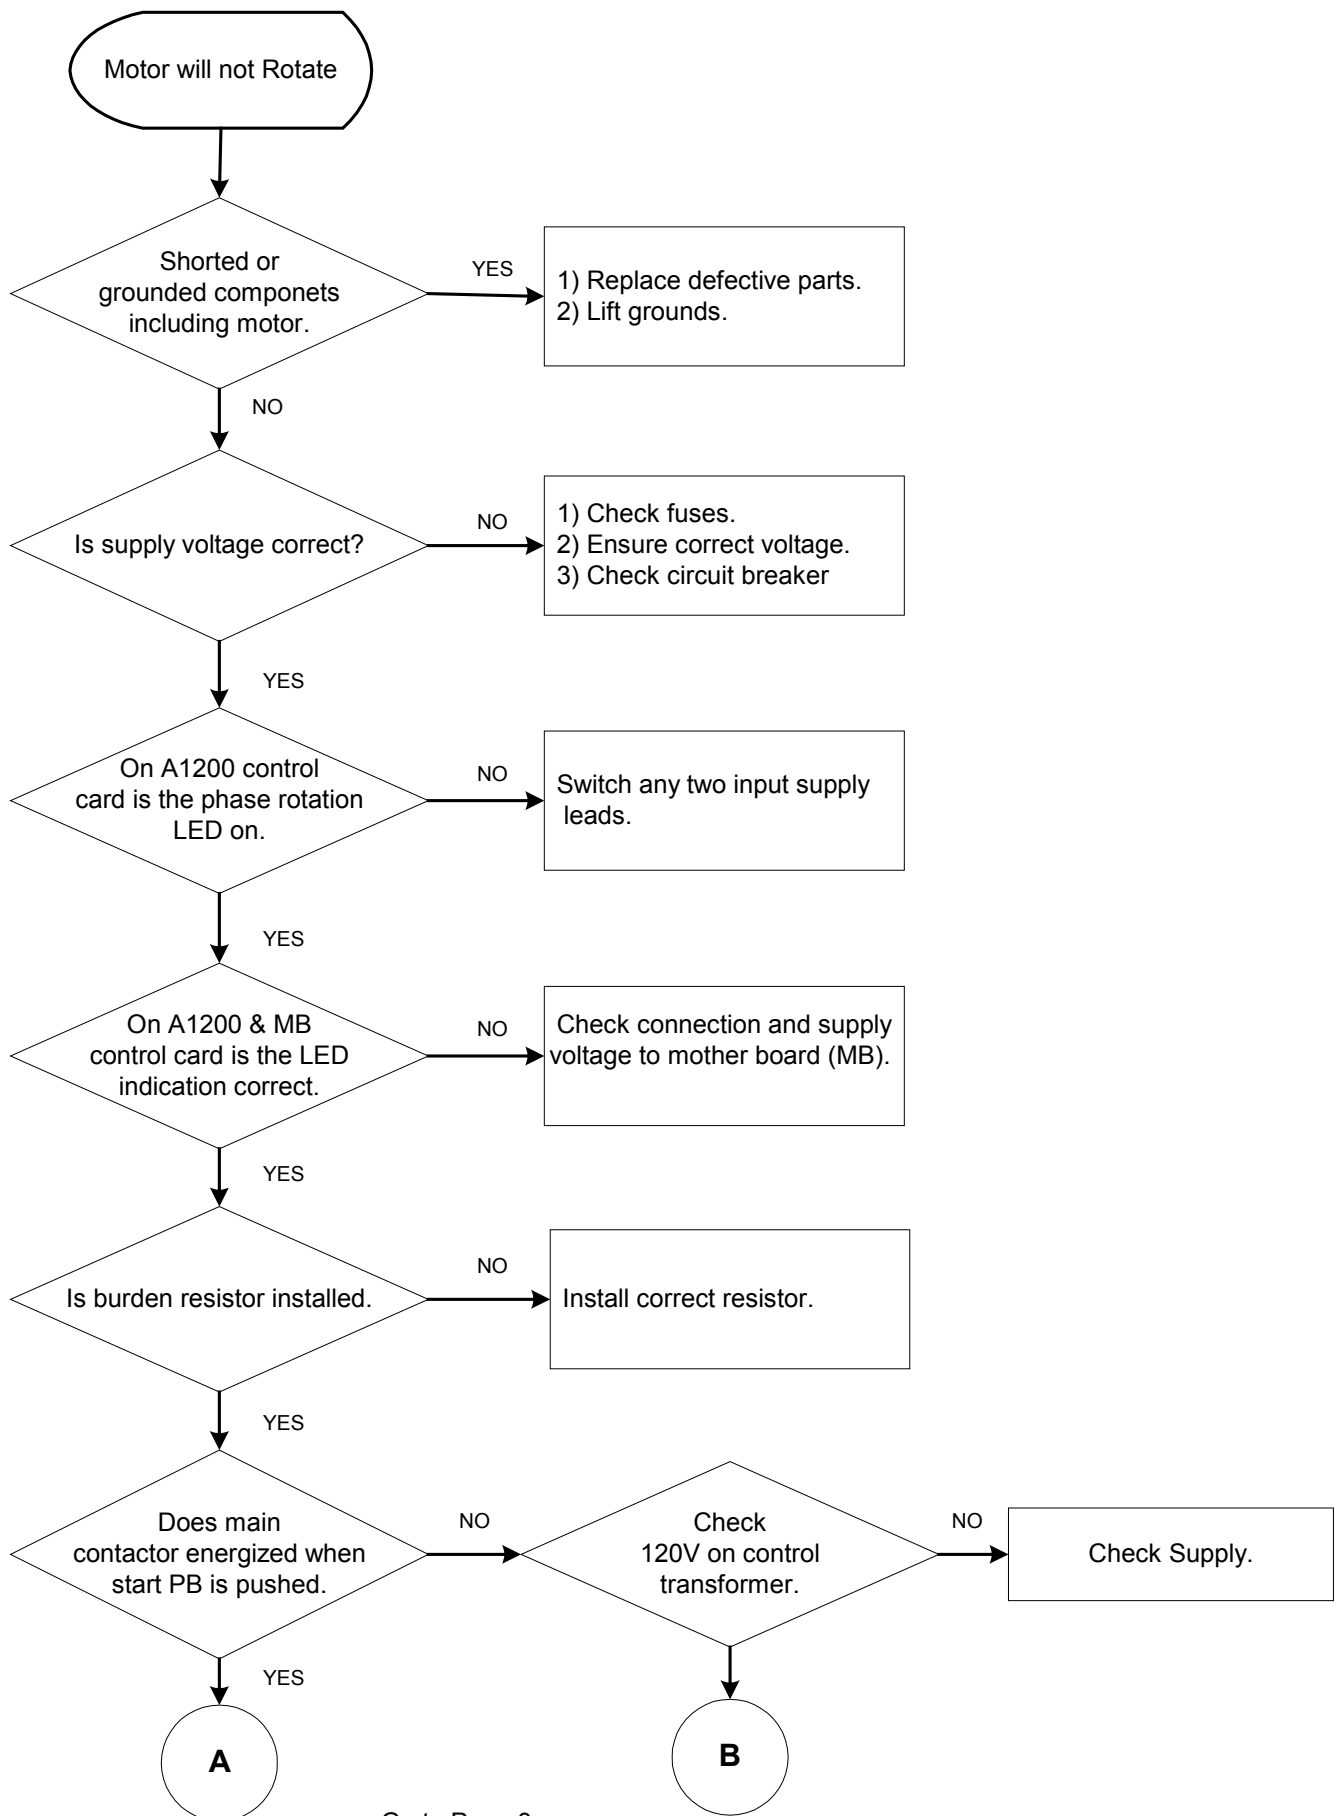 Motor will not Rotate
Shorted or
grounded componets
including motor.
YES
1) Replace defective parts.
2) Lift grounds.
NO
Is supply voltage correct?
NO
1) Check fuses.
2) Ensure correct voltage.
3) Check circuit breaker
YES
On A1200 control
card is the phase rotation
LED on.
NO
Switch any two input supply
leads.
YES
On A1200 & MB
control card is the LED
indication correct.
NO
Check connection and supply
voltage to mother board (MB).
YES
Is burden resistor installed.
NO
Install correct resistor.
YES
Does main
contactor energized when
start PB is pushed.
NO
Check
120V on control
transformer.
NO
Check Supply.
YES
A
B